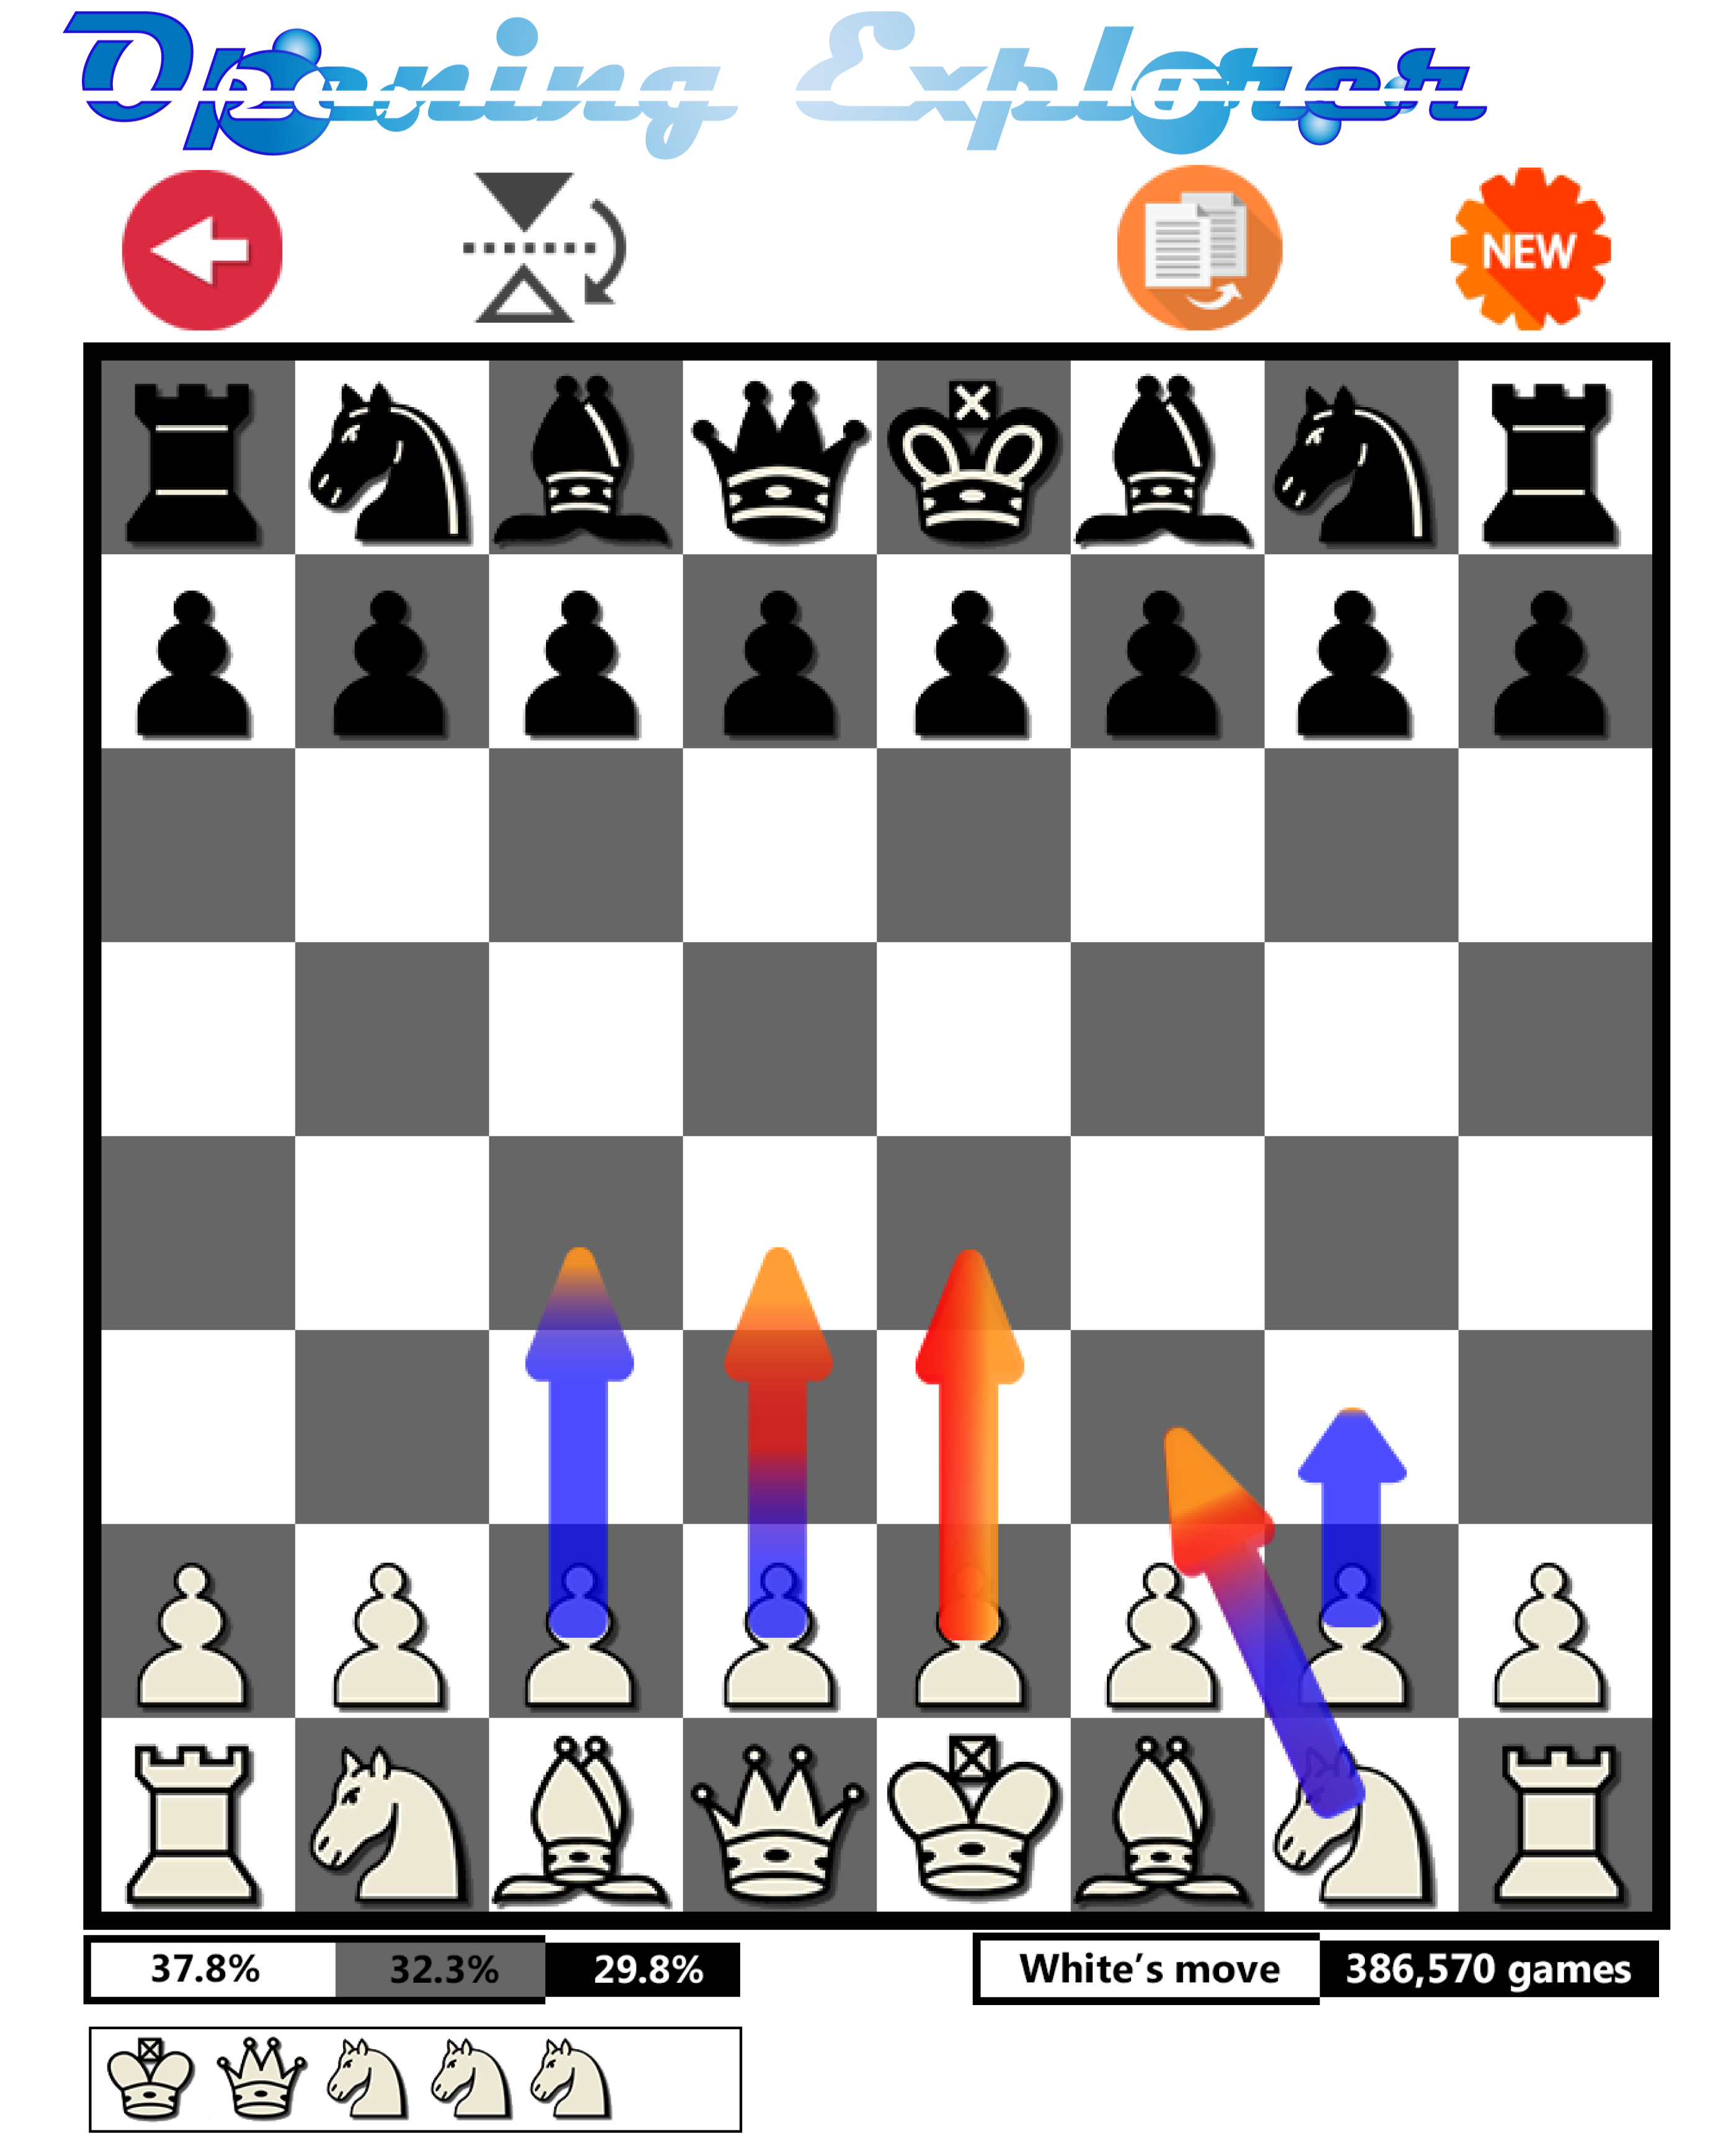 Opening Explorer
NEW
37.8% 32.3% 29.8% White’s move 386,570 games